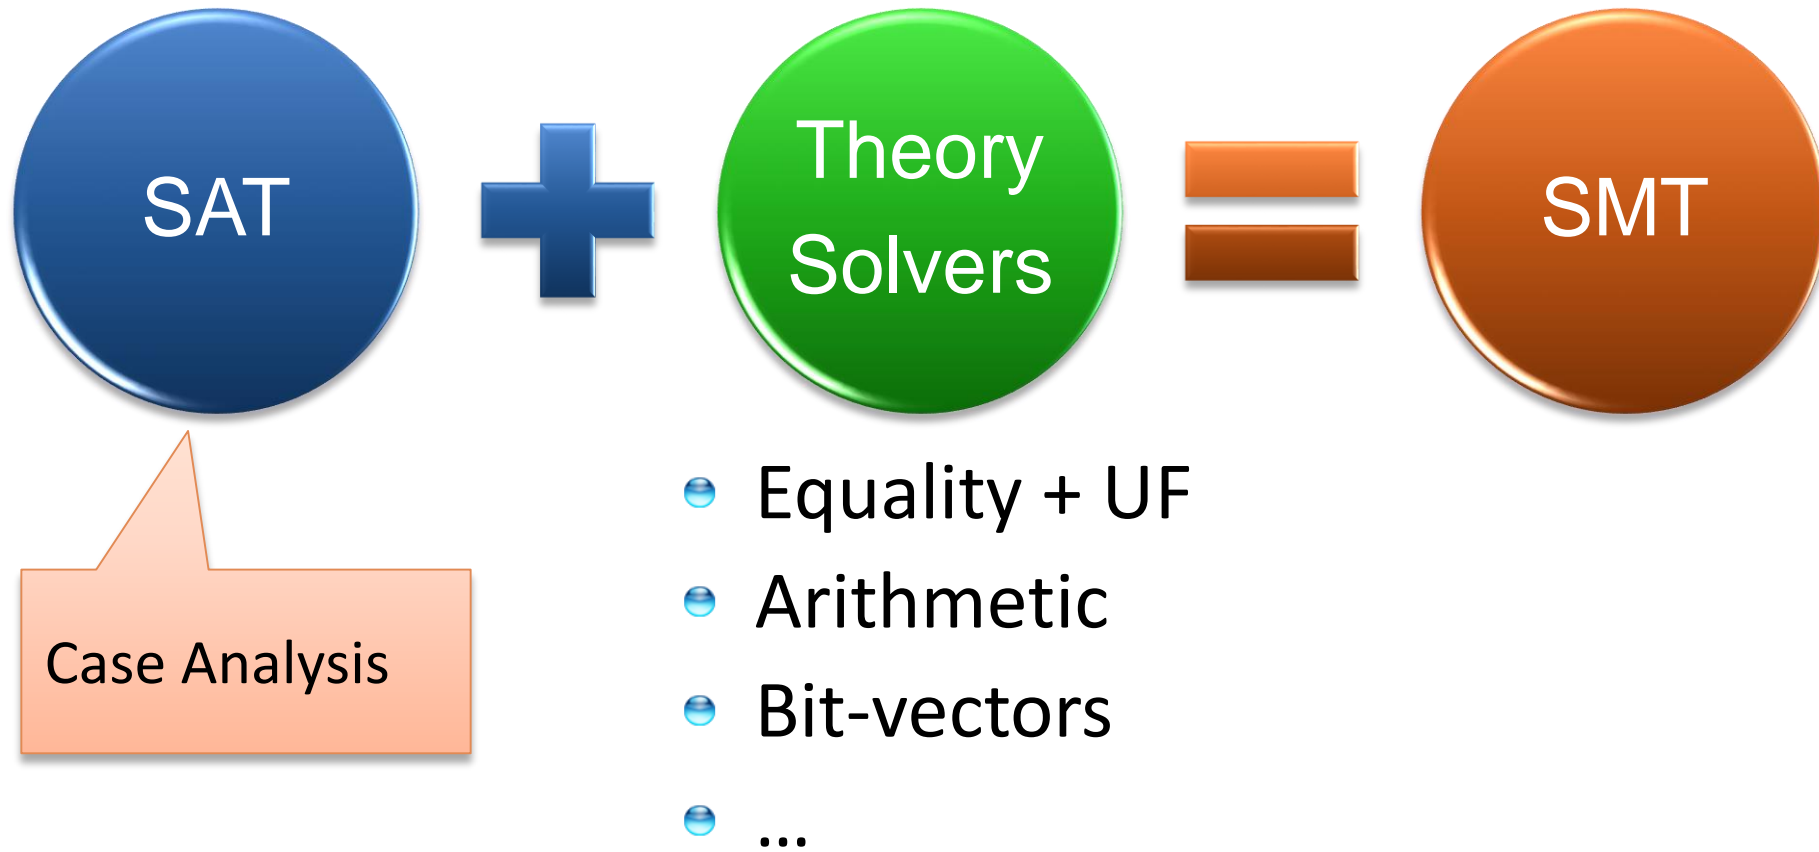 SAT
Theory
Solvers
SMT
Case Analysis
Equality + UF
Arithmetic
Bit-vectors
...